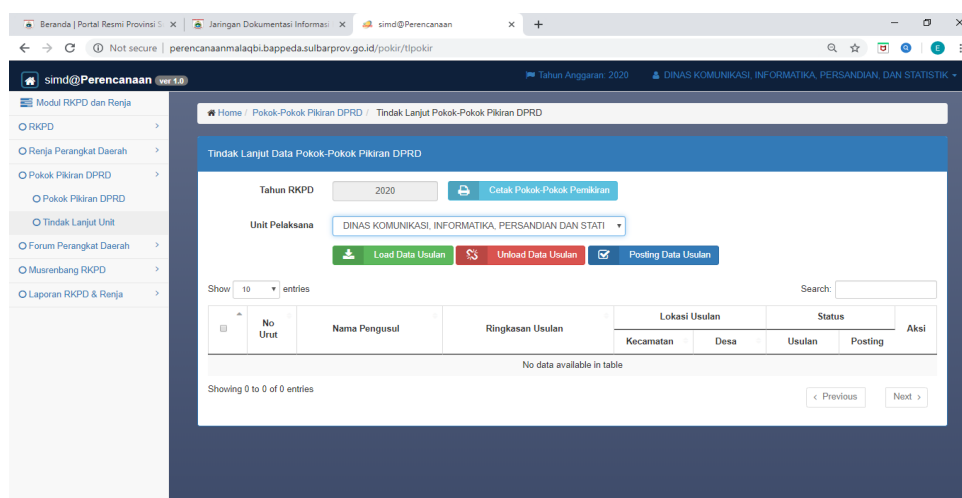 Beranda | Portal Resmi Provinsi S
Jaringan Dokumentasi Informasi
simd@Perencanaan
Not secure | perencanaanmalaqbi.bappeda.sulbarprov.go.id/pokir/tlpokir
E
simd@Perencanaan ver 1.0
Tahun Anggaran: 2020
DINAS KOMUNIKASI, INFORMATIKA, PERSANDIAN, DAN STATISTIK
Modul RKPD dan Renja
RKPD
Renja Perangkat Daerah
Pokok Pikiran DPRD
Pokok Pikiran DPRD
Tindak Lanjut Unit
Forum Perangkat Daerah
Musrenbang RKPD
Laporan RKPD & Renja
Home / Pokok-Pokok Pikiran DPRD / Tindak Lanjut Pokok-Pokok Pikiran DPRD
Tindak Lanjut Data Pokok-Pokok Pikiran DPRD
Tahun RKPD 2020 Cetak Pokok-Pokok Pemikiran
Unit Pelaksana DINAS KOMUNIKASI, INFORMATIKA, PERSANDIAN DAN STATI
Load Data Usulan Unload Data Usulan Posting Data Usulan
Show 10 entries Search:
No Urut Nama Pengusul Ringkasan Usulan Lokasi Usulan Status Aksi
Kecamatan Desa Usulan Posting
No data available in table
Showing 0 to 0 of 0 entries
Previous Next